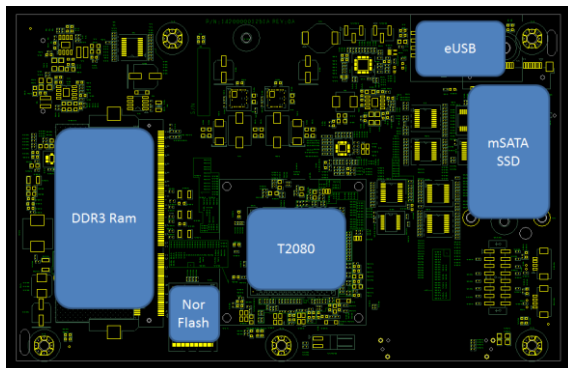 eUSB
mSATA
SSD
DDR3 Ram
T2080
Nor
Flash